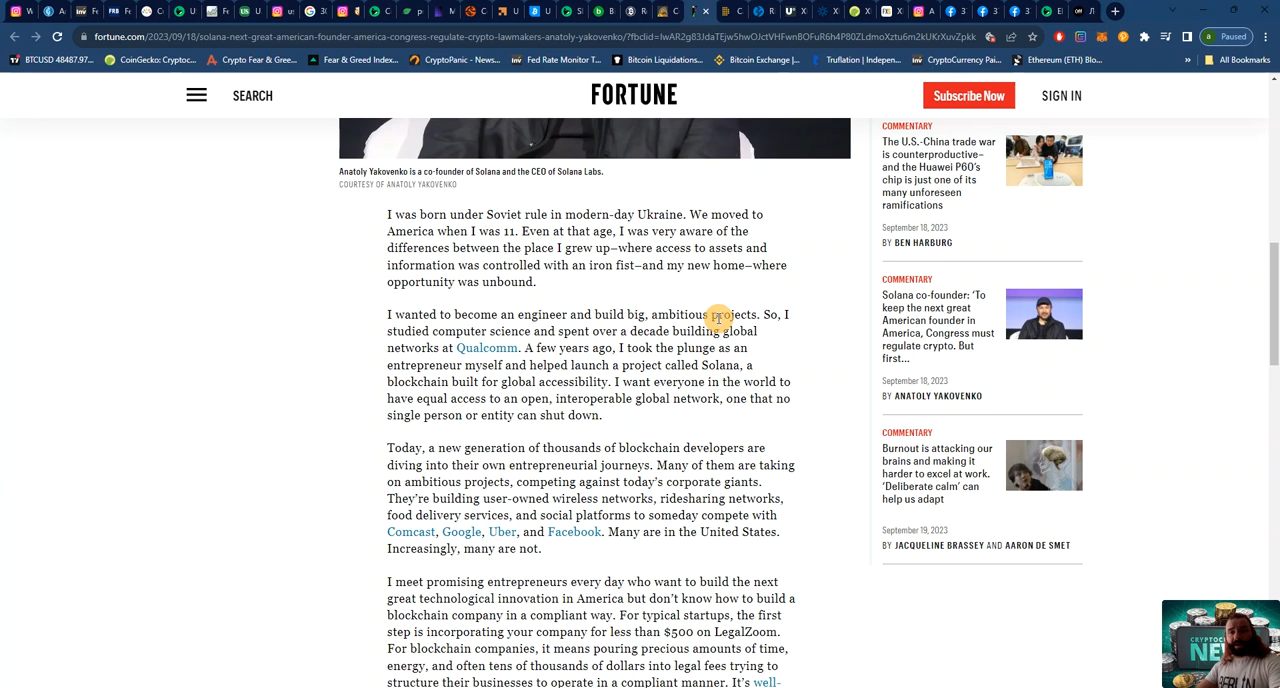 fortune.com/2023/09/18/solana-next-great-american-founder-america-congress-regulate-crypto-lawmakers-anatoly-yakovenko/?fbclid=IwAR2g83JdaTEjw5hwOJctVHFwnBOFuR6h4P80ZLdmoXztu6m2kUKrXuvZpkk
Paused
BTCUSD 48487.97...
CoinGecko: Cryptoc...
Crypto Fear & Gree...
Fear & Greed Index...
CryptoPanic - News...
Fed Rate Monitor T...
Bitcoin Liquidations...
Bitcoin Exchange |...
Truflation | Indepen...
CryptoCurrency Pai...
Ethereum (ETH) Blo...
All Bookmarks
SEARCH
FORTUNE
Subscribe Now
SIGN IN
Anatoly Yakovenko is a co-founder of Solana and the CEO of Solana Labs.
COURTESY OF ANATOLY YAKOVENKO
I was born under Soviet rule in modern-day Ukraine. We moved to
America when I was 11. Even at that age, I was very aware of the
differences between the place I grew up–where access to assets and
information was controlled with an iron fist–and my new home–where
opportunity was unbound.
I wanted to become an engineer and build big, ambitious projects. So, I
studied computer science and spent over a decade building global
networks at Qualcomm. A few years ago, I took the plunge as an
entrepreneur myself and helped launch a project called Solana, a
blockchain built for global accessibility. I want everyone in the world to
have equal access to an open, interoperable global network, one that no
single person or entity can shut down.
Today, a new generation of thousands of blockchain developers are
diving into their own entrepreneurial journeys. Many of them are taking
on ambitious projects, competing against today's corporate giants.
They're building user-owned wireless networks, ridesharing networks,
food delivery services, and social platforms to someday compete with
Comcast, Google, Uber, and Facebook. Many are in the United States.
Increasingly, many are not.
I meet promising entrepreneurs every day who want to build the next
great technological innovation in America but don't know how to build a
blockchain company in a compliant way. For typical startups, the first
step is incorporating your company for less than $500 on LegalZoom.
For blockchain companies, it means pouring precious amounts of time,
energy, and often tens of thousands of dollars into legal fees trying to
structure their businesses to operate in a compliant manner. It's well-
COMMENTARY
The U.S.-China trade war
is counterproductive–
and the Huawei P60's
chip is just one of its
many unforeseen
ramifications
September 18, 2023
BY BEN HARBURG
COMMENTARY
Solana co-founder: 'To
keep the next great
American founder in
America, Congress must
regulate crypto. But
first...
September 18, 2023
BY ANATOLY YAKOVENKO
COMMENTARY
Burnout is attacking our
brains and making it
harder to excel at work.
'Deliberate calm' can
help us adapt
September 19, 2023
BY JACQUELINE BRASSEY AND AARON DE SMET